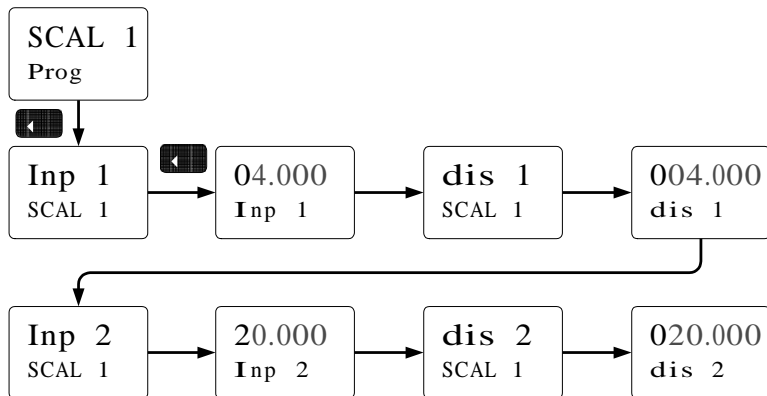 SCAL 1
Prog
Inp 1
SCAL 1
04.000
Inp 1
dis 1
SCAL 1
004.000
dis 1
Inp 2
SCAL 1
20.000
Inp 2
dis 2
SCAL 1
020.000
dis 2